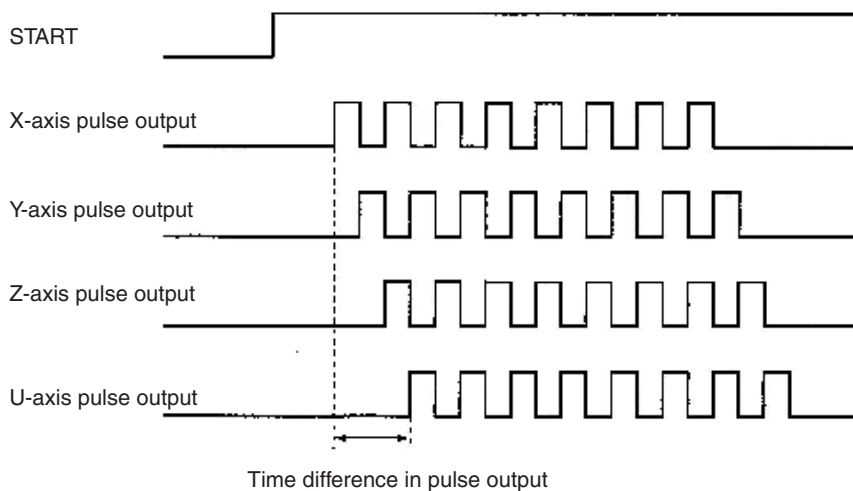 START
X-axis pulse output
Y-axis pulse output
Z-axis pulse output
U-axis pulse output
Time difference in pulse output